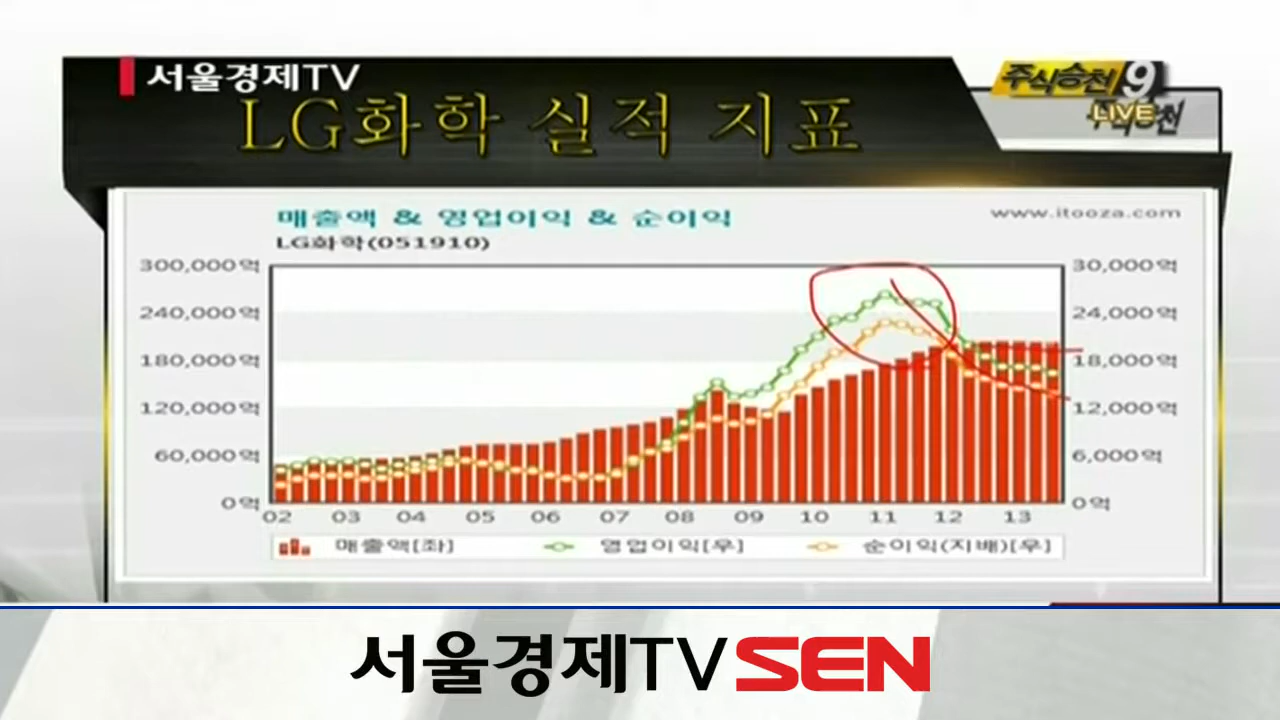 서울경제TV
주식승천 9
LIVE
LG화학 실적 지표
매출액 & 영업이익 & 순이익
www.itooza.com
LG화학(051910)
300,000억 30,000억
240,000억 24,000억
180,000억 18,000억
120,000억 12,000억
60,000억 6,000억
0억 0억
02 03 04 05 06 07 08 09 10 11 12 13
매출액[좌] 영업이익[우] 순이익(지배)[우]
서울경제TV SEN